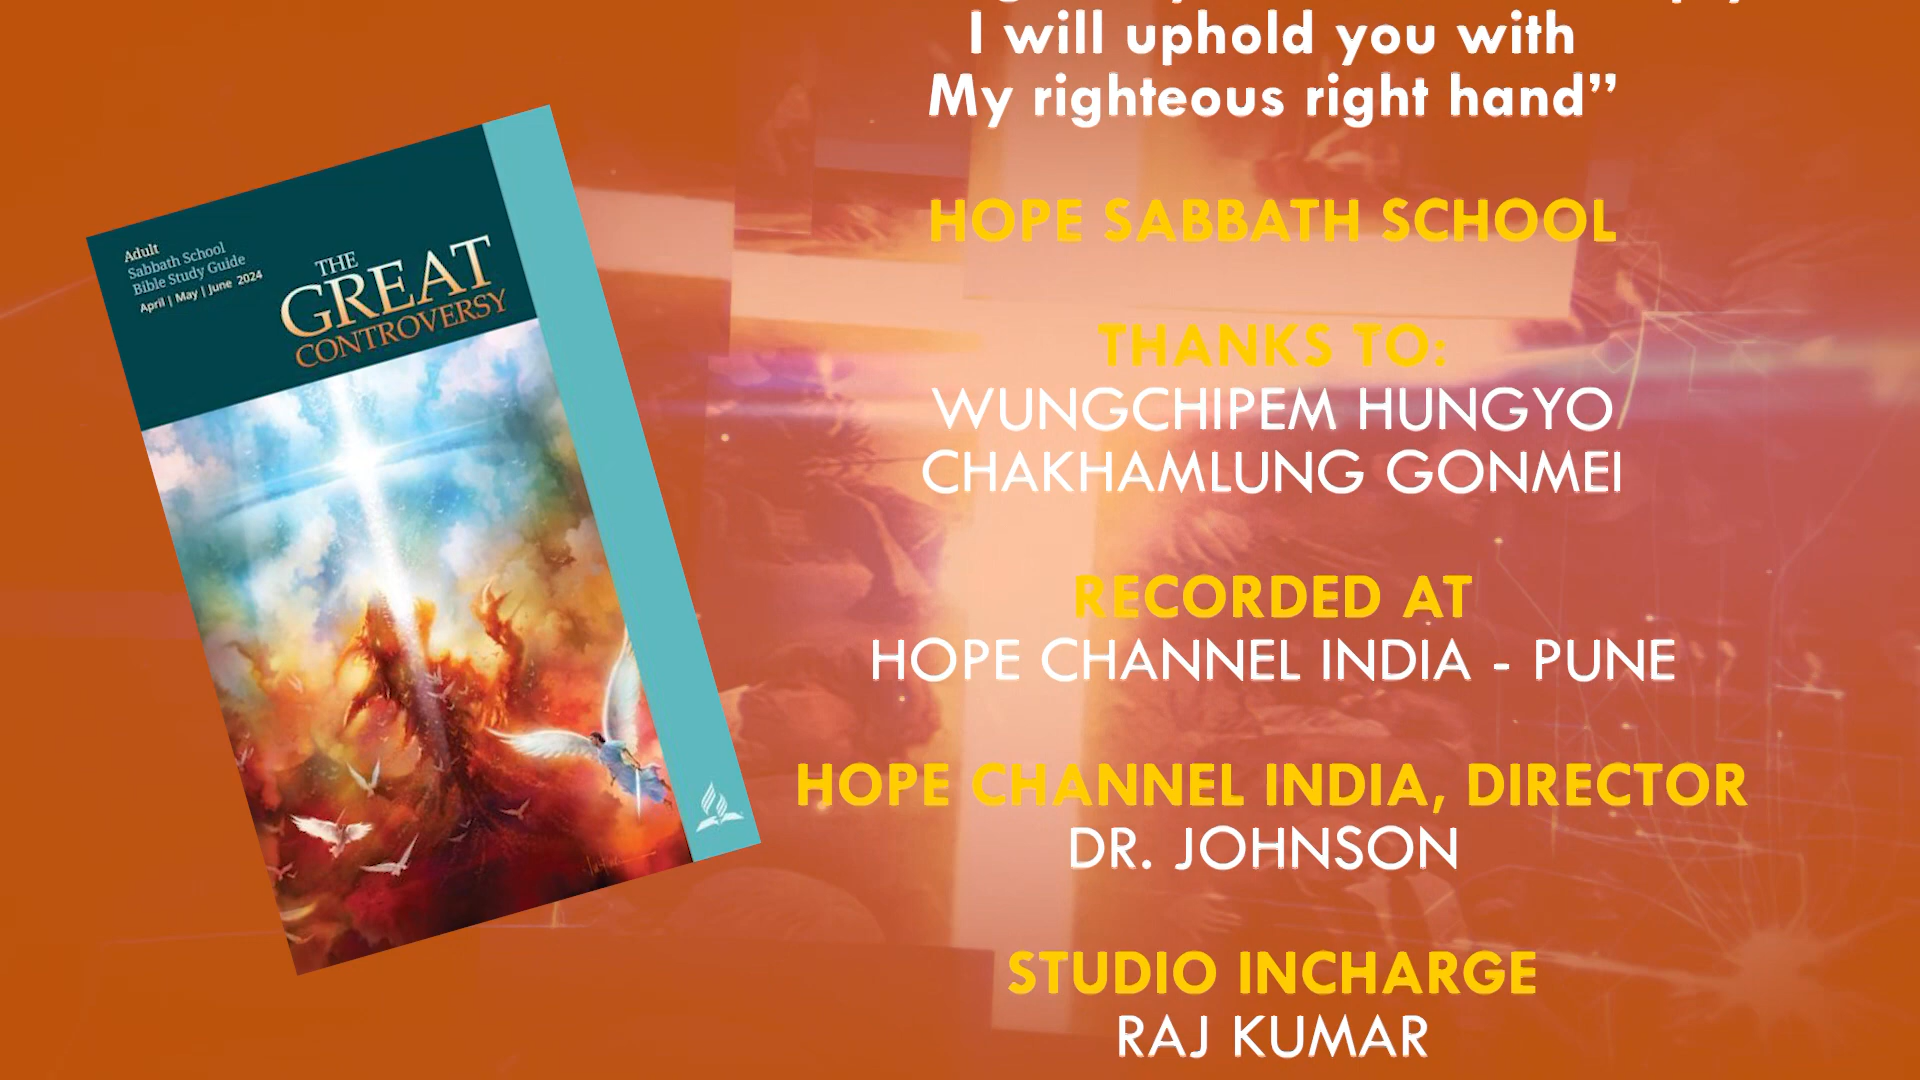 I will uphold you with
My righteous right hand”
HOPE SABBATH SCHOOL
THANKS TO:
WUNGCHIPEM HUNGYO
CHAKHAMLUNG GONMEI
RECORDED AT
HOPE CHANNEL INDIA - PUNE
HOPE CHANNEL INDIA, DIRECTOR
DR. JOHNSON
STUDIO INCHARGE
RAJ KUMAR
Adult
Sabbath School
Bible Study Guide
April | May | June 2024
THE
GREAT
CONTROVERSY